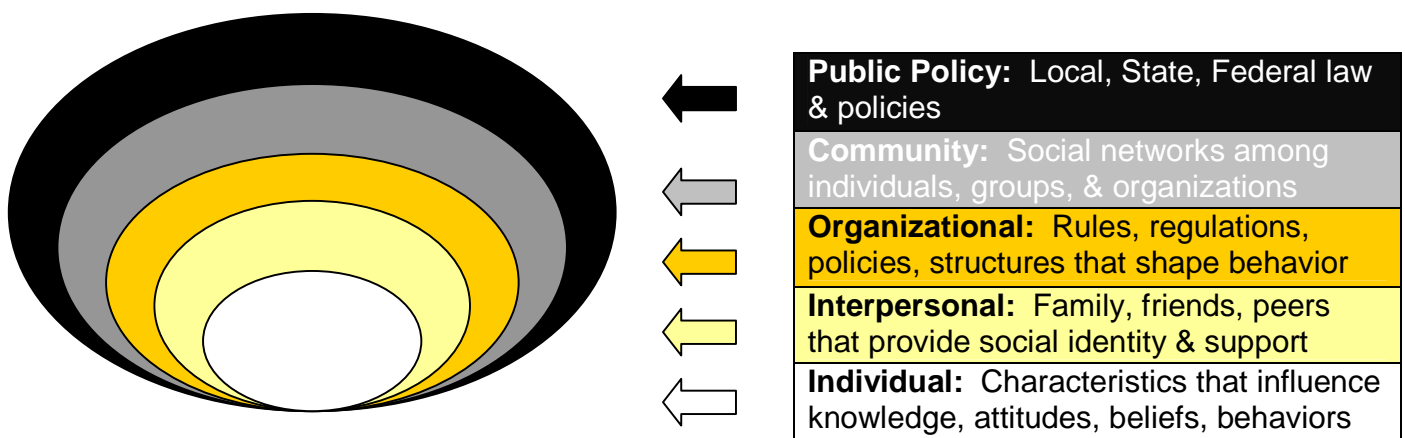 Public Policy: Local, State, Federal law
& policies
Community: Social networks among
individuals, groups, & organizations
Organizational: Rules, regulations,
policies, structures that shape behavior
Interpersonal: Family, friends, peers
that provide social identity & support
Individual: Characteristics that influence
knowledge, attitudes, beliefs, behaviors